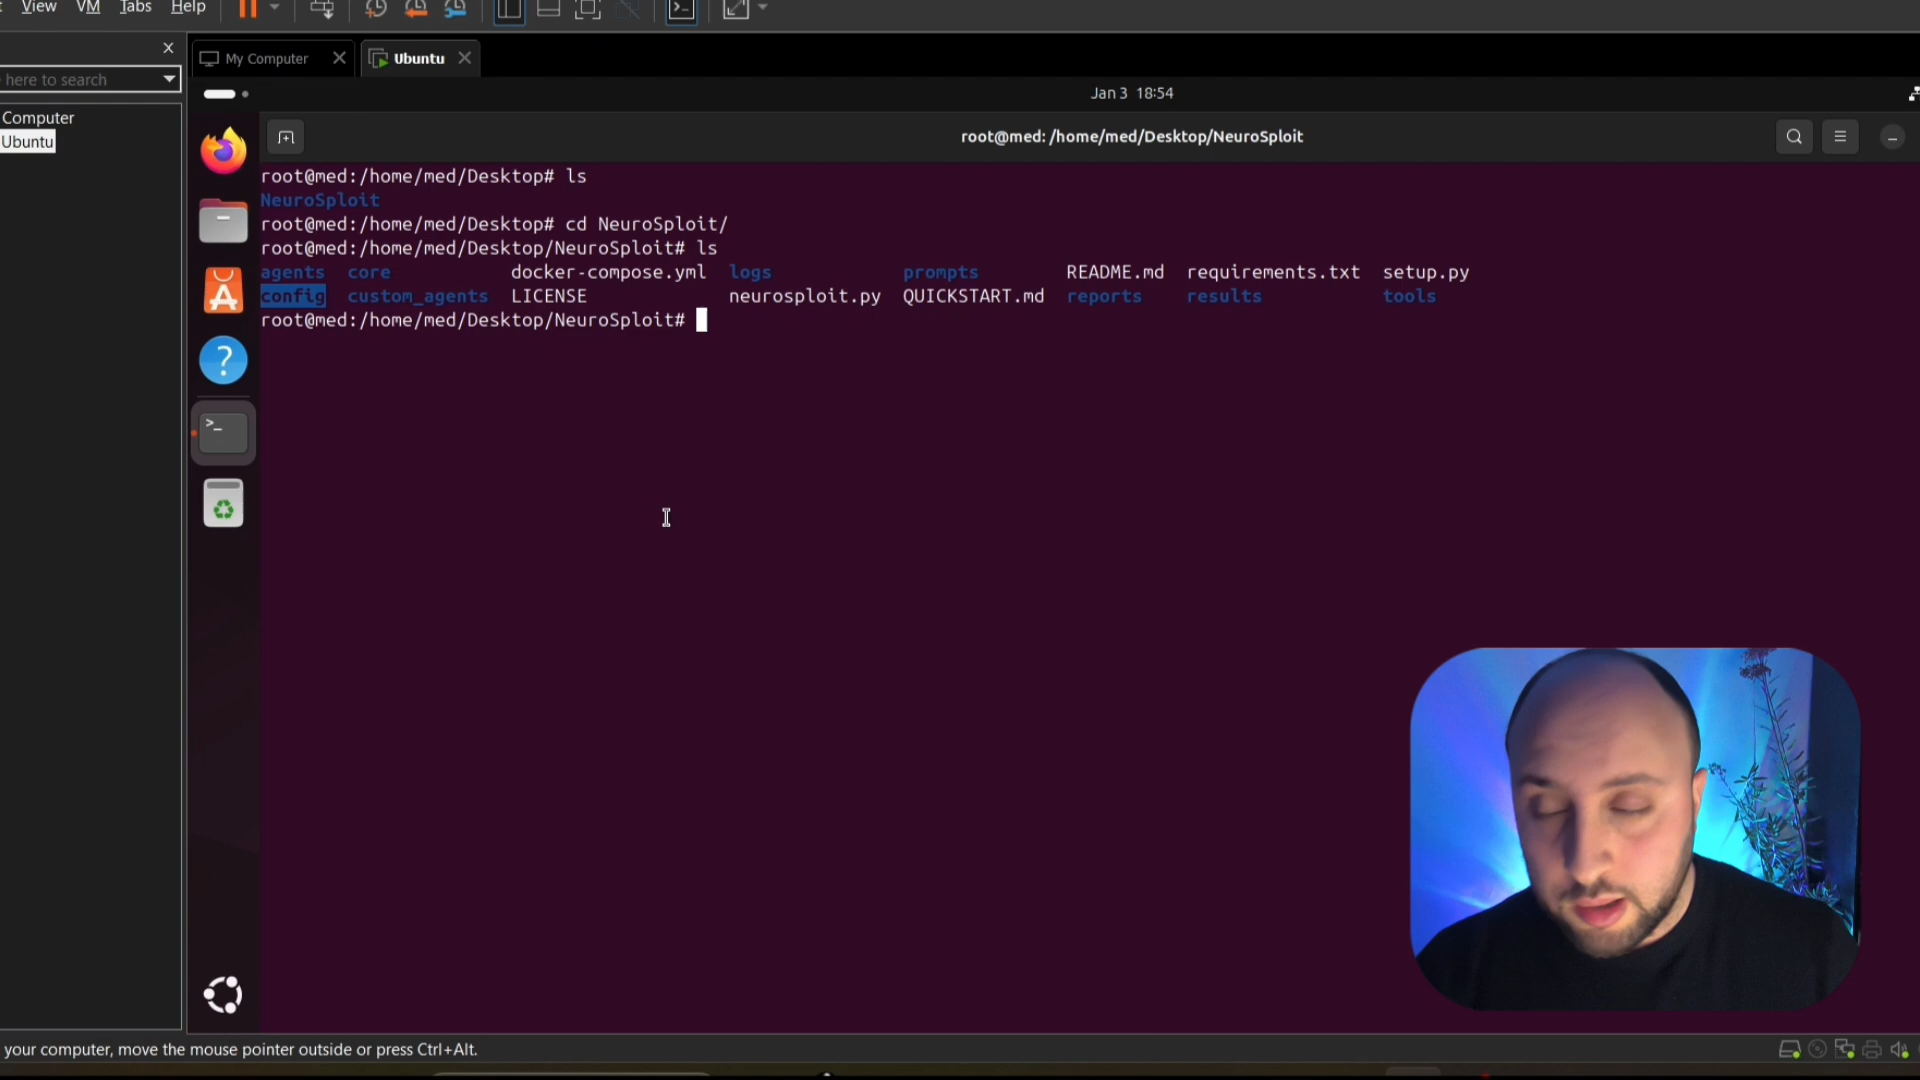 View VM Tabs Help
My Computer
Ubuntu
here to search
Computer
Ubuntu
Jan 3 18:54
root@med: /home/med/Desktop/NeuroSploit
root@med:/home/med/Desktop# ls
NeuroSploit
root@med:/home/med/Desktop# cd NeuroSploit/
root@med:/home/med/Desktop/NeuroSploit# ls
agents core docker-compose.yml logs prompts README.md requirements.txt setup.py
config custom_agents LICENSE neurosploit.py QUICKSTART.md reports results tools
root@med:/home/med/Desktop/NeuroSploit#
your computer, move the mouse pointer outside or press Ctrl+Alt.